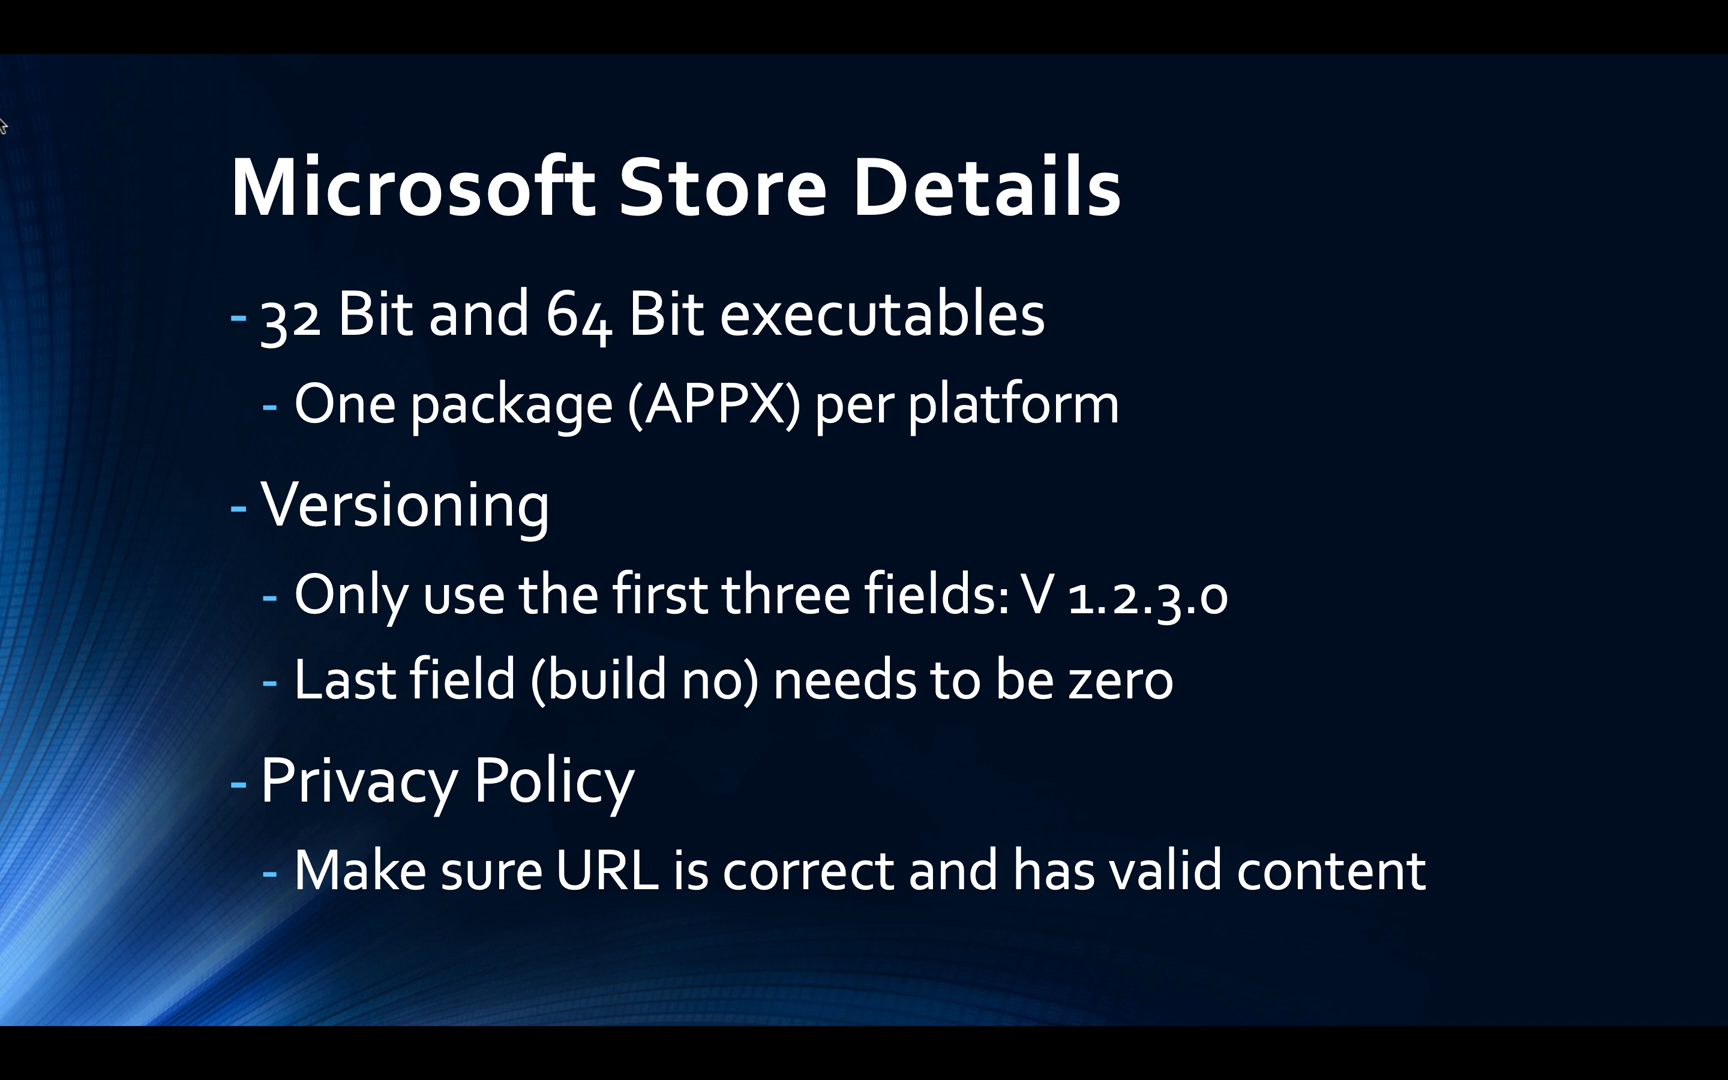 Microsoft Store Details
- 32 Bit and 64 Bit executables
- One package (APPX) per platform
- Versioning
- Only use the first three fields: V 1.2.3.0
- Last field (build no) needs to be zero
- Privacy Policy
- Make sure URL is correct and has valid content